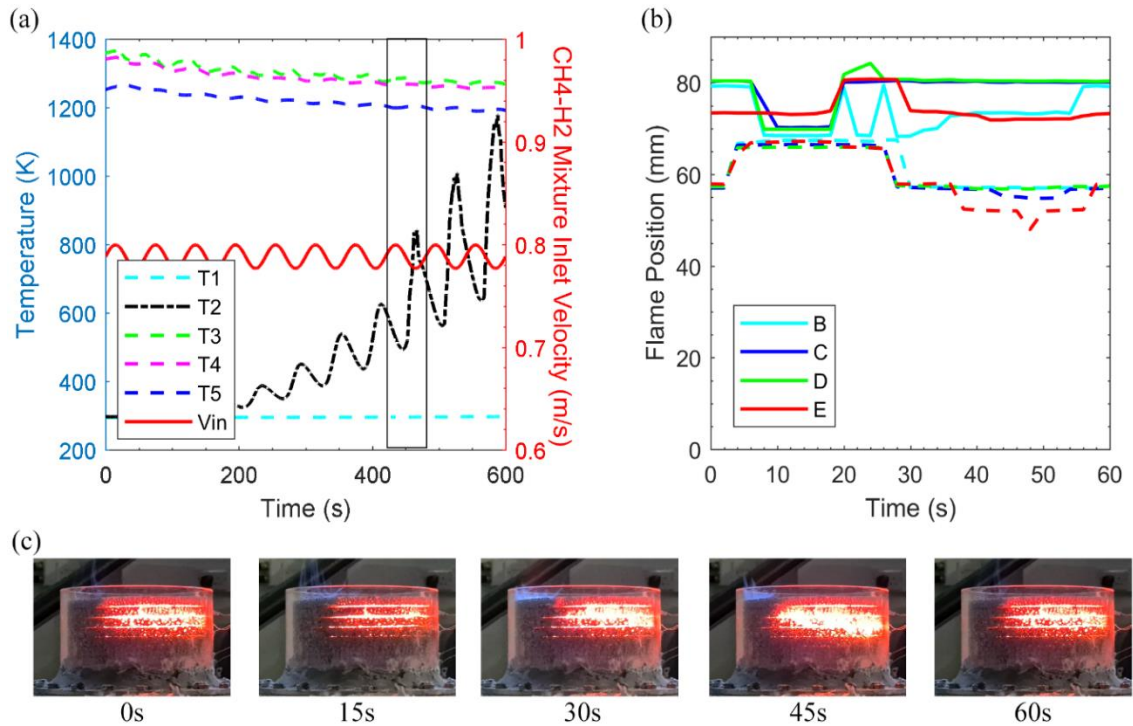 (a)
1400
1200
1000
800
600
400
200
Temperature (K)
T1
T2
T3
T4
T5
Vin
0
200
400
600
Time (s)
1
0.9
0.8
0.7
0.6
CH4-H2 Mixture Inlet Velocity (m/s)
(b)
80
60
40
20
0
Flame Position (mm)
B
C
D
E
0
10
20
30
40
50
60
Time (s)
(c)
0s
15s
30s
45s
60s